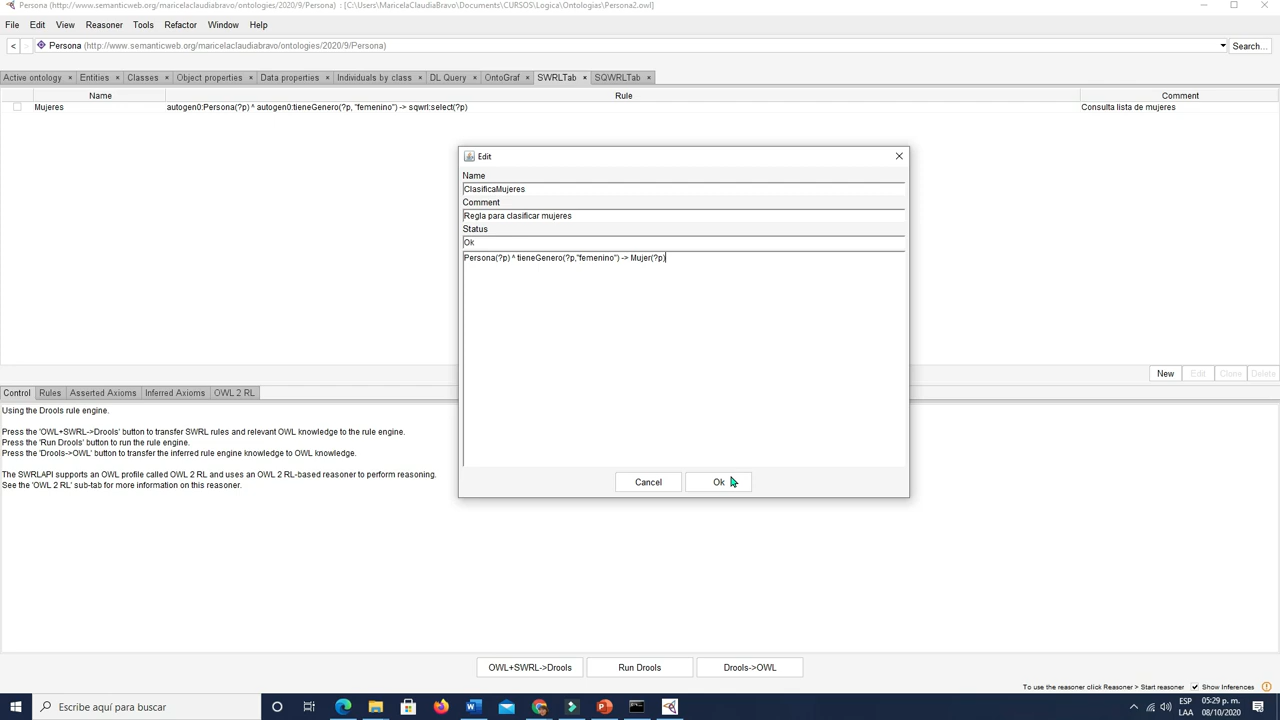 Persona (http://www.semanticweb.org/maricelaclaudiabravo/ontologies/2020/9/Persona) : [C:\Users\MaricelaClaudiaBravo\Documents\CURSOS\Logica\Ontologias\Persona2.owl]
File Edit View Reasoner Tools Refactor Window Help
< > Persona (http://www.semanticweb.org/maricelaclaudiabravo/ontologies/2020/9/Persona) Search...
Active ontology × Entities × Classes × Object properties × Data properties × Individuals by class × DL Query × OntoGraf × SWRLTab × SQWRLTab ×
Name Rule Comment
Mujeres autogen0:Persona(?p) ^ autogen0:tieneGenero(?p, "femenino") -> sqwrl:select(?p) Consulta lista de mujeres
Edit
Name
ClasificaMujeres
Comment
Regla para clasificar mujeres
Status
Ok
Persona(?p) ^ tieneGenero(?p,"femenino") -> Mujer(?p)
Cancel Ok
New Edit Clone Delete
Control Rules Asserted Axioms Inferred Axioms OWL 2 RL
Using the Drools rule engine.
Press the 'OWL+SWRL->Drools' button to transfer SWRL rules and relevant OWL knowledge to the rule engine.
Press the 'Run Drools' button to run the rule engine.
Press the 'Drools->OWL' button to transfer the inferred rule engine knowledge to OWL knowledge.
The SWRLAPI supports an OWL profile called OWL 2 RL and uses an OWL 2 RL-based reasoner to perform reasoning.
See the 'OWL 2 RL' sub-tab for more information on this reasoner.
OWL+SWRL->Drools Run Drools Drools->OWL
To use the reasoner click Reasoner > Start reasoner Show Inferences
Escribe aquí para buscar
ESP 05:29 p. m.
LAA 08/10/2020